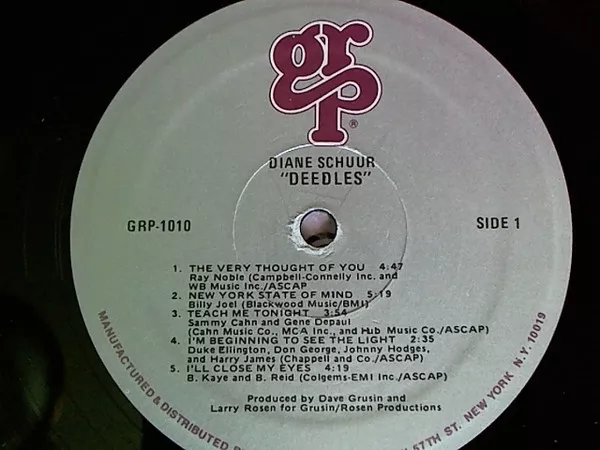 grp
®
DIANE SCHUUR
"DEEDLES"
GRP-1010
SIDE 1
1. THE VERY THOUGHT OF YOU 4:47
Ray Noble (Campbell-Connelly Inc. and
WB Music Inc./ASCAP
2. NEW YORK STATE OF MIND 5:19
Billy Joel (Blackwood Music/BMI)
3. TEACH ME TONIGHT 3:54
Sammy Cahn and Gene Depaul
(Cahn Music Co., MCA Inc., and Hub Music Co./ASCAP)
4. I'M BEGINNING TO SEE THE LIGHT 2:35
Duke Ellington, Don George, Johnny Hodges,
and Harry James (Chappell and Co./ASCAP)
5. I'LL CLOSE MY EYES 4:19
B. Kaye and B. Reid (Colgems-EMI Inc./ASCAP)
Produced by Dave Grusin and
Larry Rosen for Grusin/Rosen Productions
MANUFACTURED & DISTRIBUTED 57TH ST. NEW YORK N.Y. 10019